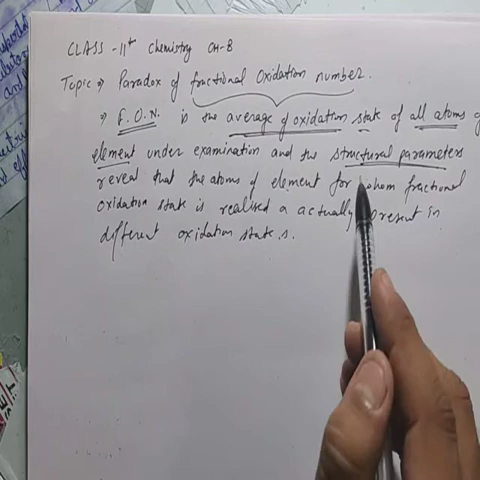 CLASS - 11th Chemistry CH-8
Topic ⇒ Paradox of fractional Oxidation number.
⇒ F.O.N. is the average of oxidation state of all atoms of
element under examination and the structural parameters
reveal that the atoms of element for whom fractional
oxidation state is realised a actually present in
different oxidation state.s.